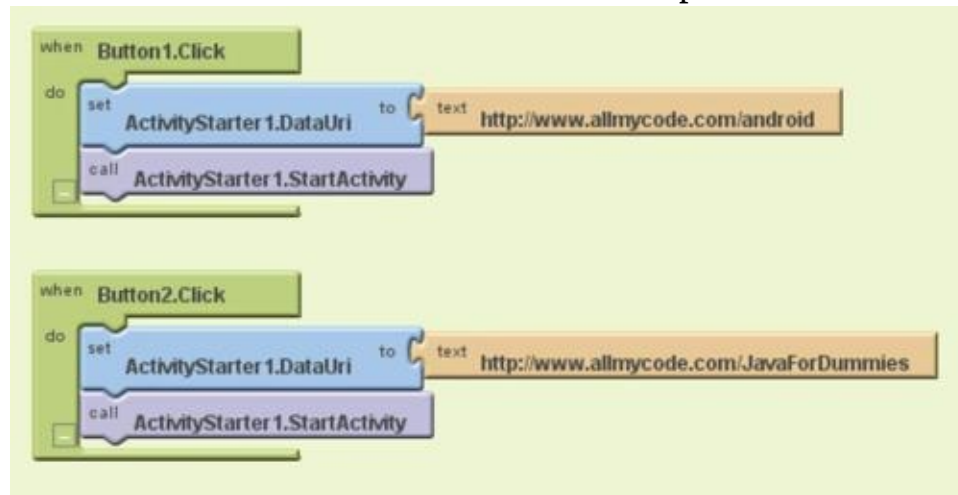 when Button1.Click
do set ActivityStarter1.DataUri to text http://www.allmycode.com/android
call ActivityStarter1.StartActivity
when Button2.Click
do set ActivityStarter1.DataUri to text http://www.allmycode.com/JavaForDummies
call ActivityStarter1.StartActivity